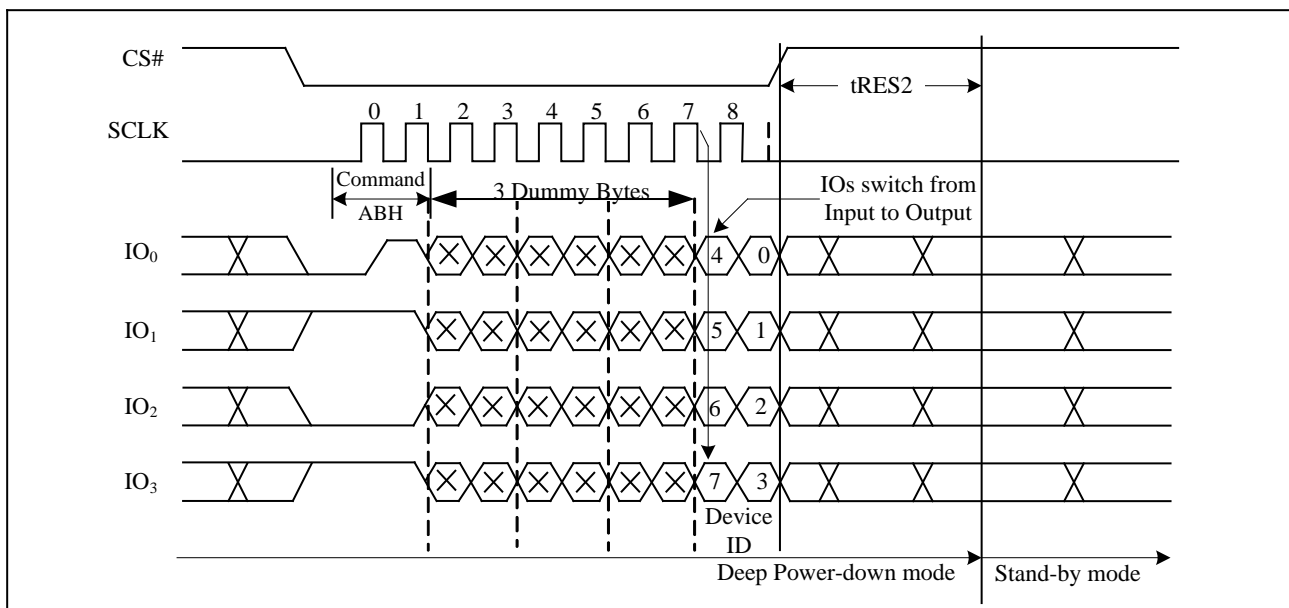 CS#
tRES2
0 1 2 3 4 5 6 7 8
SCLK
Command
ABH
3 Dummy Bytes
IOs switch from
Input to Output
IO0 4 0
IO1 5 1
IO2 6 2
IO3 7 3
Device
ID
Deep Power-down mode Stand-by mode